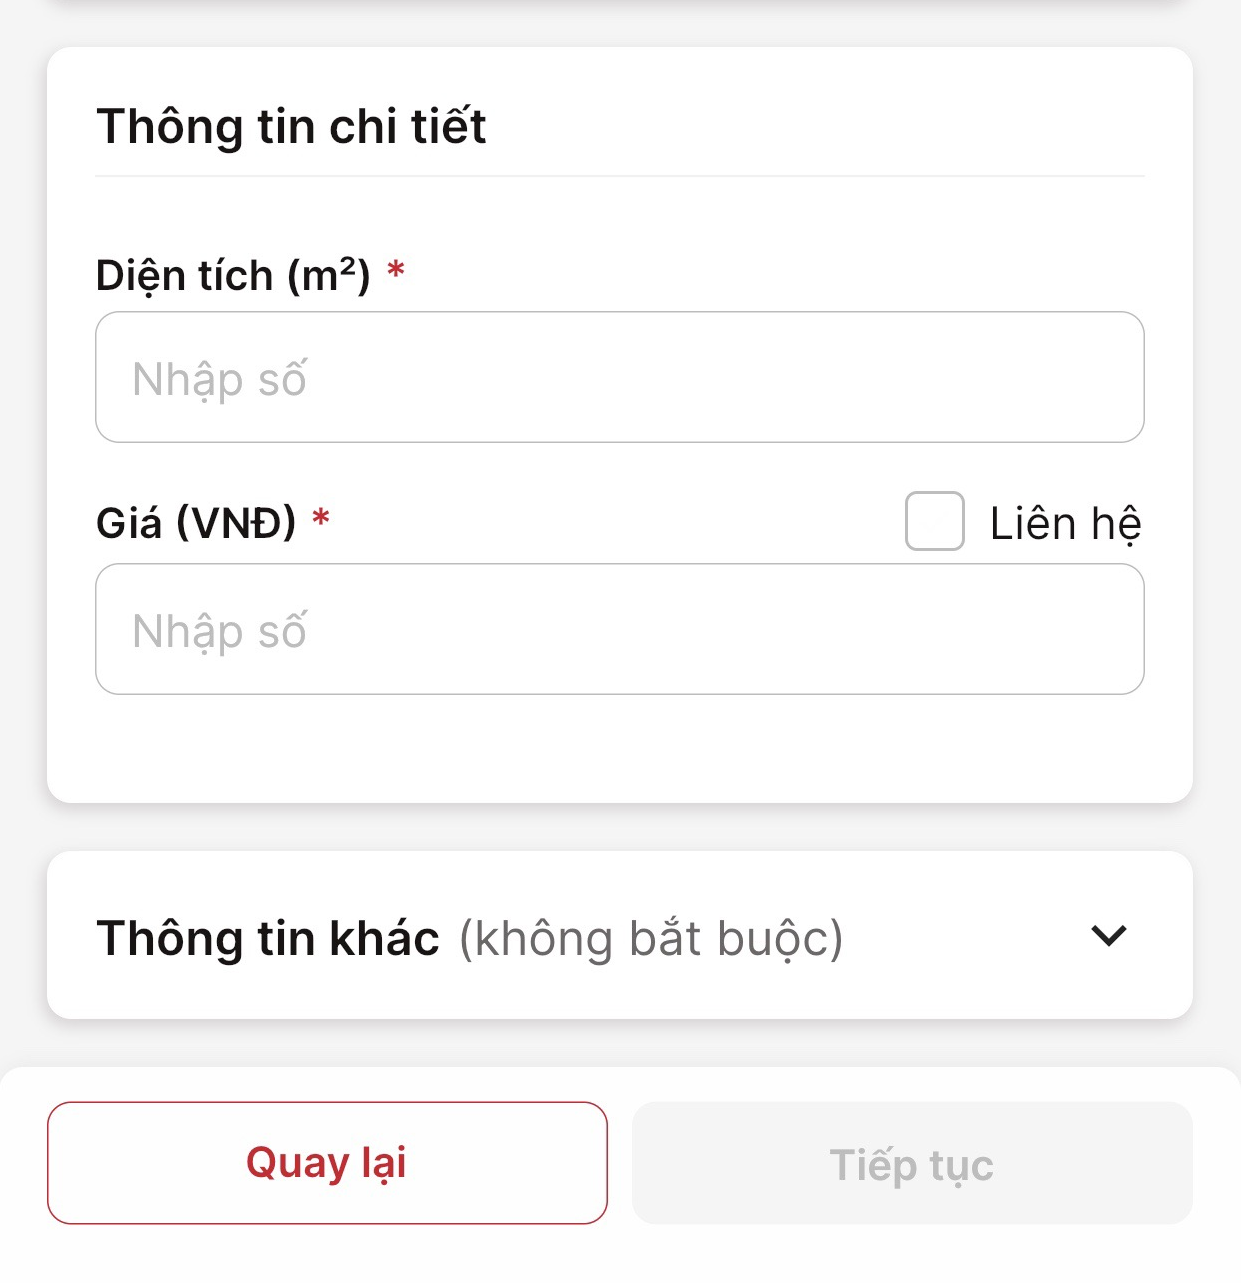 Thông tin chi tiết
Diện tích (m²) *
Nhập số
Giá (VNĐ) * Liên hệ
Nhập số
Thông tin khác (không bắt buộc)
Quay lại Tiếp tục